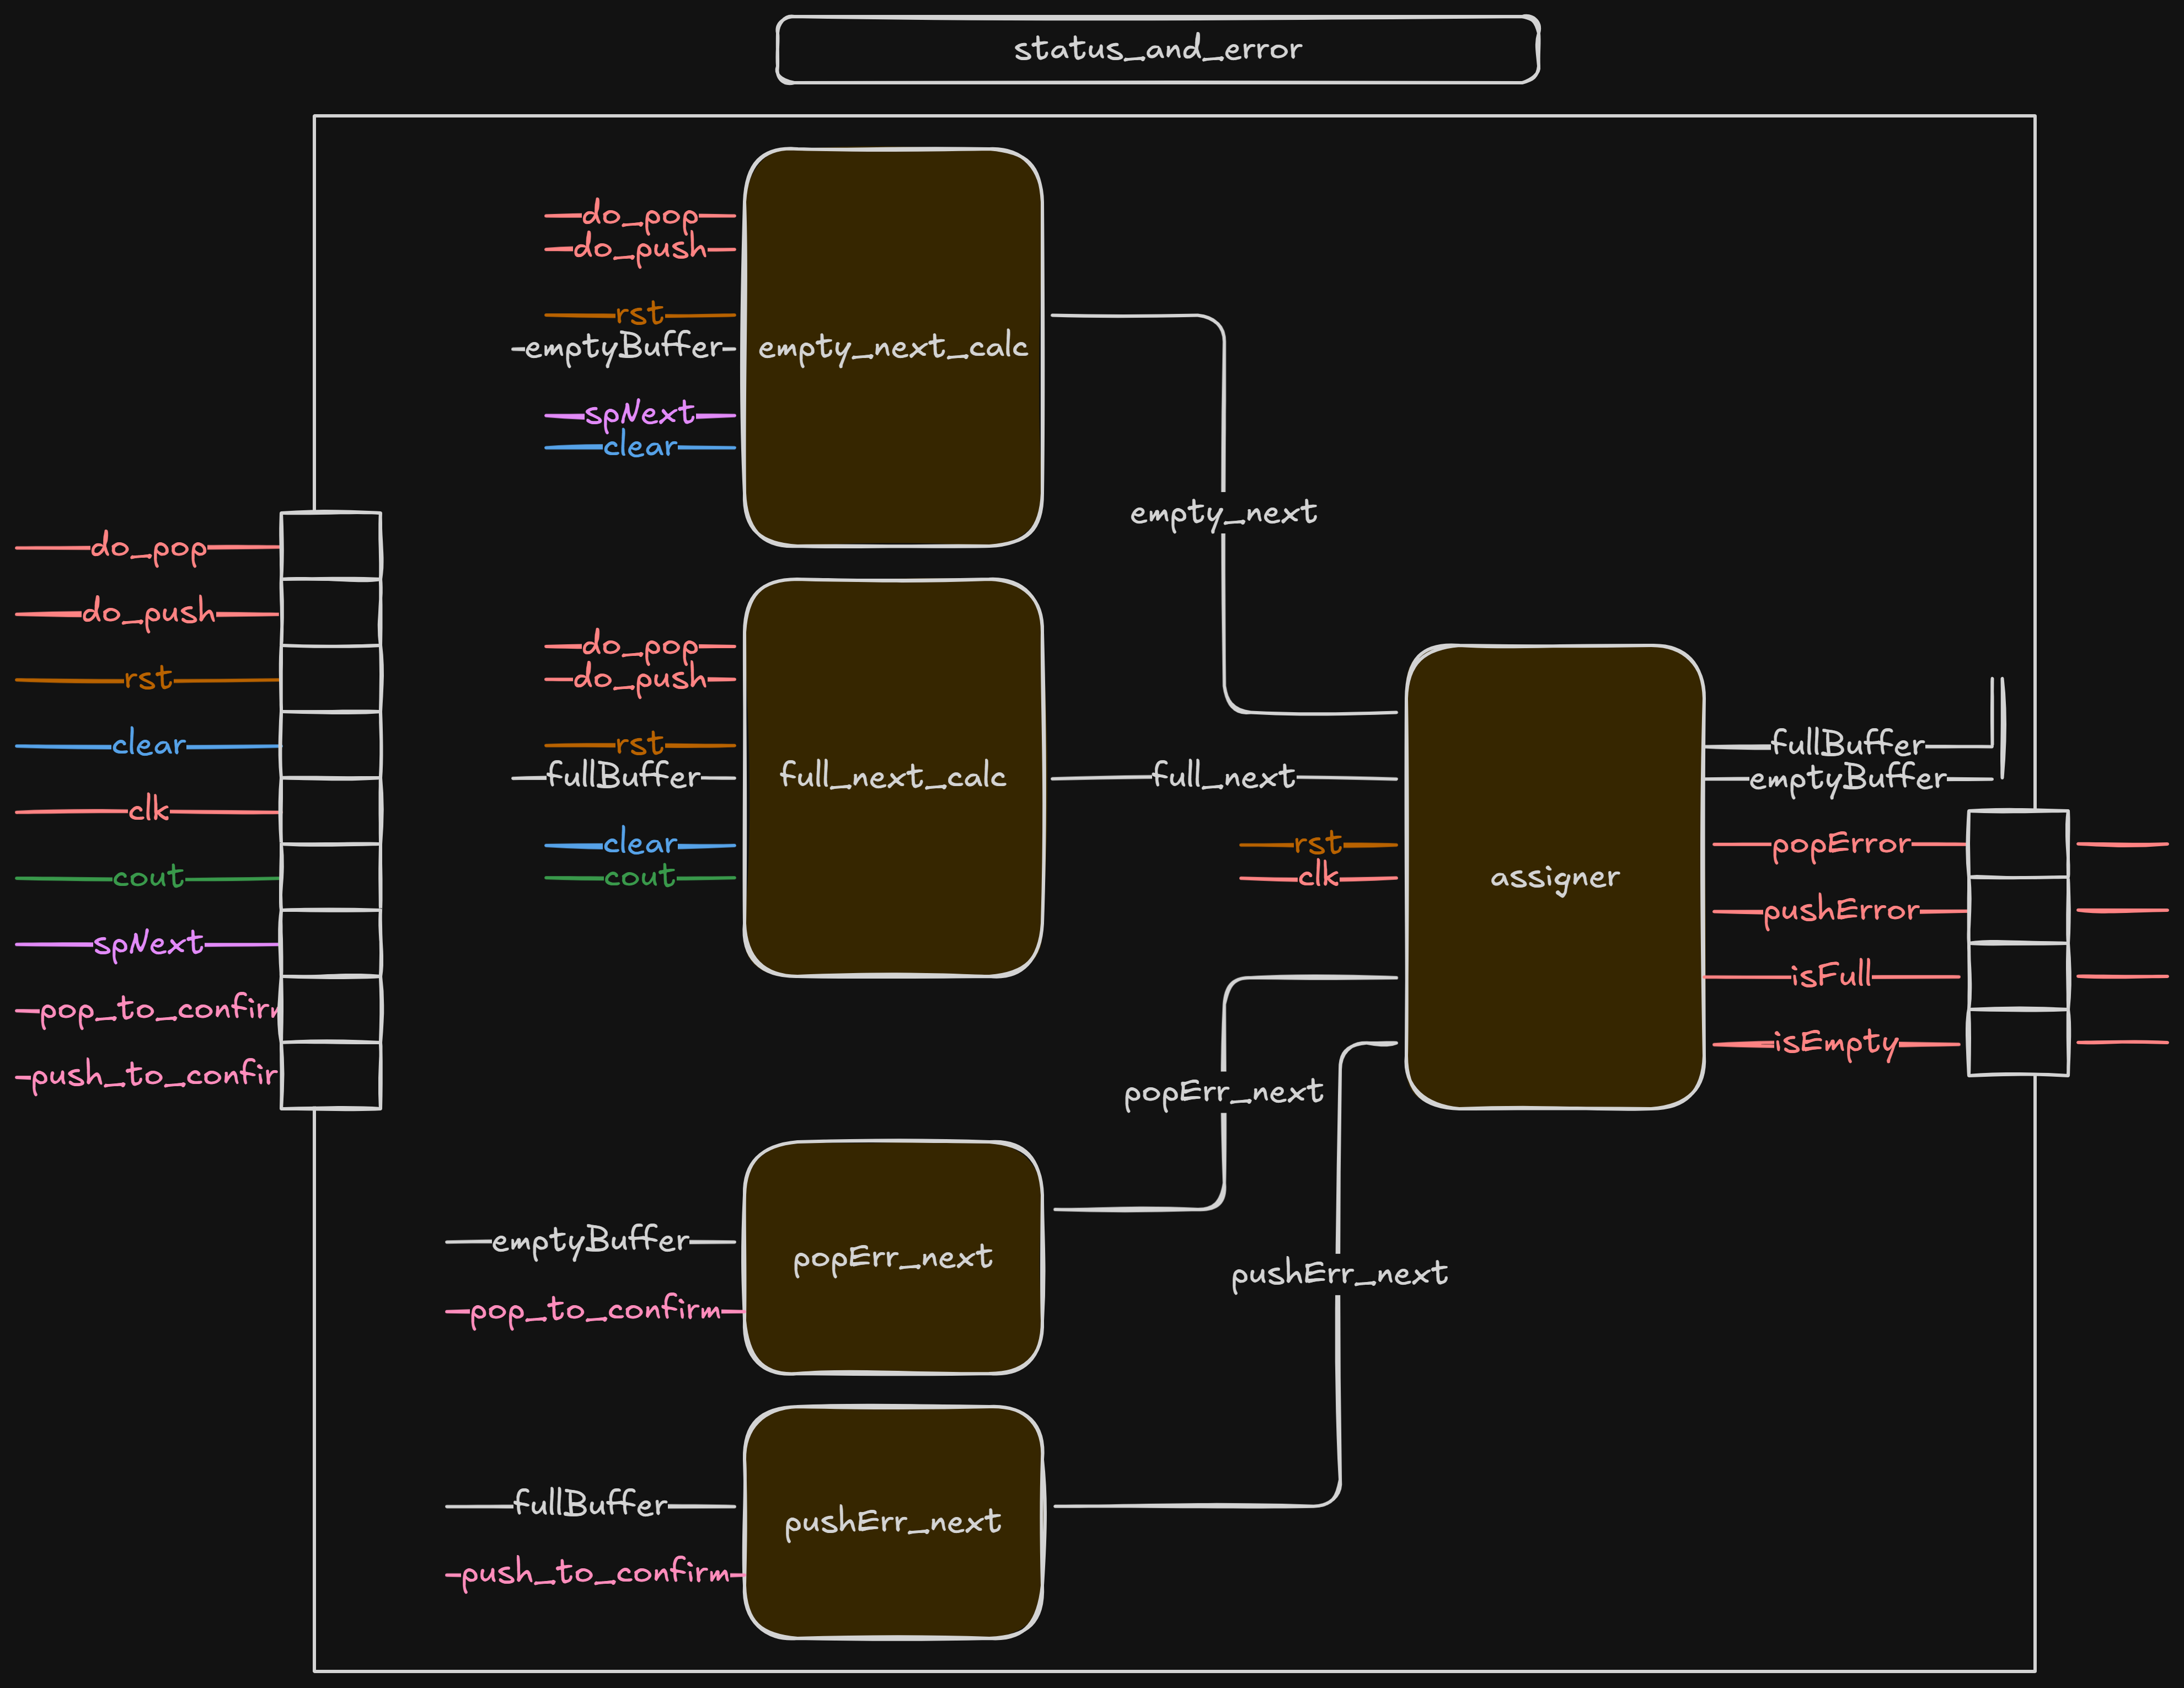 status_and_error
do_pop
do_push
rst
clear
clk
cout
spNext
pop_to_confirm
push_to_confir
do_pop
do_push
rst
emptyBuffer
spNext
clear
empty_next_calc
do_pop
do_push
rst
fullBuffer
clear
cout
full_next_calc
emptyBuffer
pop_to_confirm
popErr_next
fullBuffer
push_to_confirm
pushErr_next
empty_next
full_next
rst
clk
popErr_next
pushErr_next
assigner
fullBuffer
emptyBuffer
popError
pushError
isFull
isEmpty